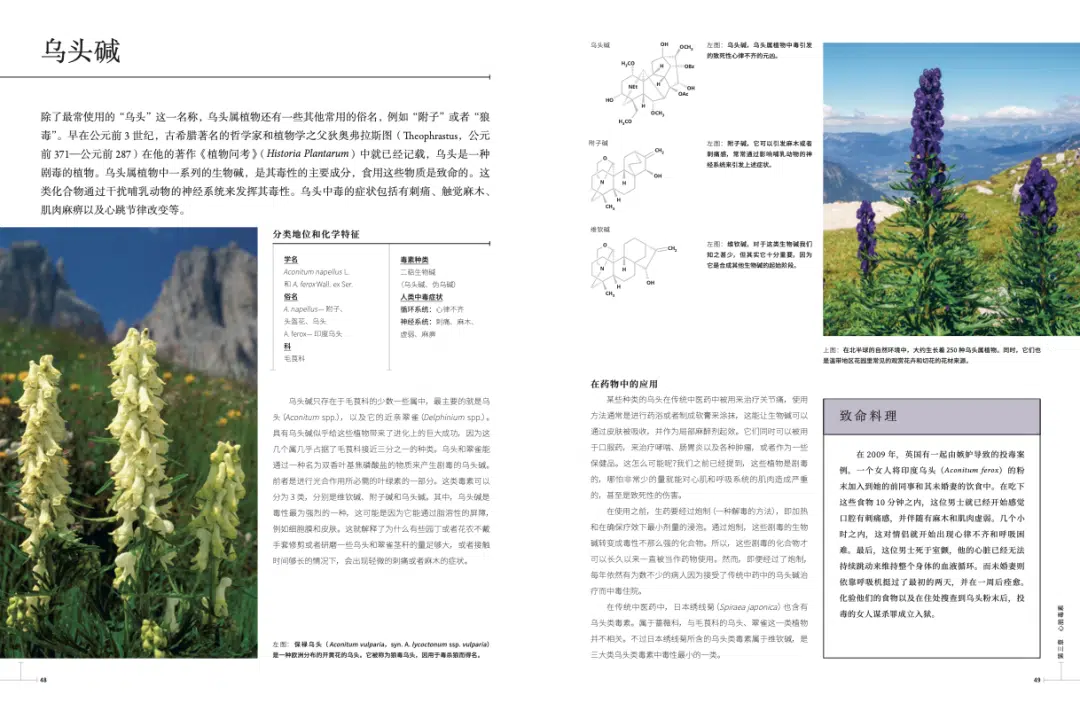 乌头碱
除了最常使用的“乌头”这一名称，乌头属植物还有一些其他常用的俗名，例如“附子”或者“狼
毒”。早在公元前 3 世纪，古希腊著名的哲学家和植物学之父狄奥弗拉斯图（Theophrastus，公元
前 371—公元前 287）在他的著作《植物问考》（Historia Plantarum）中就已经记载，乌头是一种
剧毒的植物。乌头属植物中一系列的生物碱，是其毒性的主要成分，食用这些物质是致命的。这
类化合物通过干扰哺乳动物的神经系统来发挥其毒性。乌头中毒的症状包括有刺痛、触觉麻木、
肌肉麻痹以及心跳节律改变等。
分类地位和化学特征
学名
Aconitum napellus L.
和 A. ferox Wall. ex Ser.
俗名
A. napellus— 附子、
头盔花、乌头
A. ferox— 印度乌头
科
毛茛科
毒素种类
二萜生物碱
（乌头碱、伪乌碱）
人类中毒症状
循环系统：心律不齐
神经系统：刺痛、麻木、
虚弱、麻痹
乌头碱只存在于毛茛科的少数一些属中，最主要的就是乌
头（Aconitum spp.），以及它的近亲翠雀（Delphinium spp.）。
具有乌头碱似乎给这些植物带来了进化上的巨大成功，因为这
几个属几乎占据了毛茛科接近三分之一的种类。乌头和翠雀能
通过一种名为双香叶基焦磷酸盐的物质来产生剧毒的乌头碱。
前者是进行光合作用所必需的叶绿素的一部分。这类毒素可以
分为 3 类，分别是维钦碱、附子碱和乌头碱。其中，乌头碱是
毒性最为强烈的一种，这可能是因为它能通过脂溶性的屏障，
例如细胞膜和皮肤。这就解释了为什么有些园丁或者花农不戴
手套修剪或者研磨一些乌头和翠雀茎秆的量足够大，或者接触
时间够长的情况下，会出现轻微的刺痛或者麻木的症状。
左图：保禄乌头（Aconitum vulparia，syn. A. lycoctonum ssp. vulparia）
是一种欧洲分布的开黄花的乌头。它被称为狼毒乌头，因用于毒杀狼而得名。
48
乌头碱
OH
OCH3
H3CO
H
OBz
NEt
H
OH
OAc
HO
H
OCH3
H3CO
左图：乌头碱，乌头属植物中毒引发
的致死性心律不齐的元凶。
附子碱
O
CH2
N
H
OH
H
CH3
左图：附子碱，它可以引发麻木或者
刺痛感，常常通过影响哺乳动物的神
经系统来引发上述症状。
维钦碱
O
CH2
N
H
OH
H
CH3
左图：维钦碱，对于这类生物碱我们
知之甚少，但其实它十分重要，因为
它是合成其他生物碱的起始阶段。
上图：在北半球的自然环境中，大约生长着 250 种乌头属植物。同时，它们也
是温带地区花园里常见的观赏花卉和切花的花材来源。
在药物中的应用
某些种类的乌头在传统中医药中被用来治疗关节痛，使用
方法通常是进行药浴或者制成软膏来涂抹，这能让生物碱可以
通过皮肤被吸收，并作为局部麻醉剂起效。它们同时可以被用
于口服药，来治疗哮喘、肠胃炎以及各种肿瘤，或者作为一些
保健品。这怎么可能呢?我们之前已经提到，这些植物是剧毒
的，哪怕非常少的量就能对心肌和呼吸系统的肌肉造成严重
的，甚至是致死性的伤害。
在使用之前，生药要经过炮制（一种解毒的方法），即加热
和在确保疗效下最小剂量的浸泡。通过炮制，这些剧毒的生物
碱转变成毒性不那么强的化合物。所以，这些剧毒的化合物才
可以长久以来一直被当作药物使用。然而，即便经过了炮制，
每年依然有为数不少的病人因为接受了传统中药中的乌头碱治
疗而中毒住院。
在传统中医药中，日本绣线菊（Spiraea japonica）也含有
乌头类毒素。属于蔷薇科，与毛茛科的乌头、翠雀这一类植物
并不相关。不过日本绣线菊所含的乌头类毒素属于维钦碱，是
三大类乌头类毒素中毒性最小的一类。
致命料理
在 2009 年，英国有一起由嫉妒导致的投毒案
例，一个女人将印度乌头（Aconitum ferox）的粉
末加入到她的前同事和其未婚妻的饮食中。在吃下
这些食物 10 分钟之内，这位男士就已经开始感觉
口腔有刺痛感，并伴随有麻木和肌肉虚弱。几个小
时之内，这对情侣就开始出现心律不齐和呼吸困
难。最后，这位男士死于室颤，他的心脏已经无法
持续跳动来维持整个身体的血液循环。而未婚妻则
依靠呼吸机挺过了最初的两天，并在一周后痊愈。
化验他们的食物以及在住处搜查到乌头粉末后，投
毒的女人谋杀罪成立入狱。
第三章 心脏毒素
49